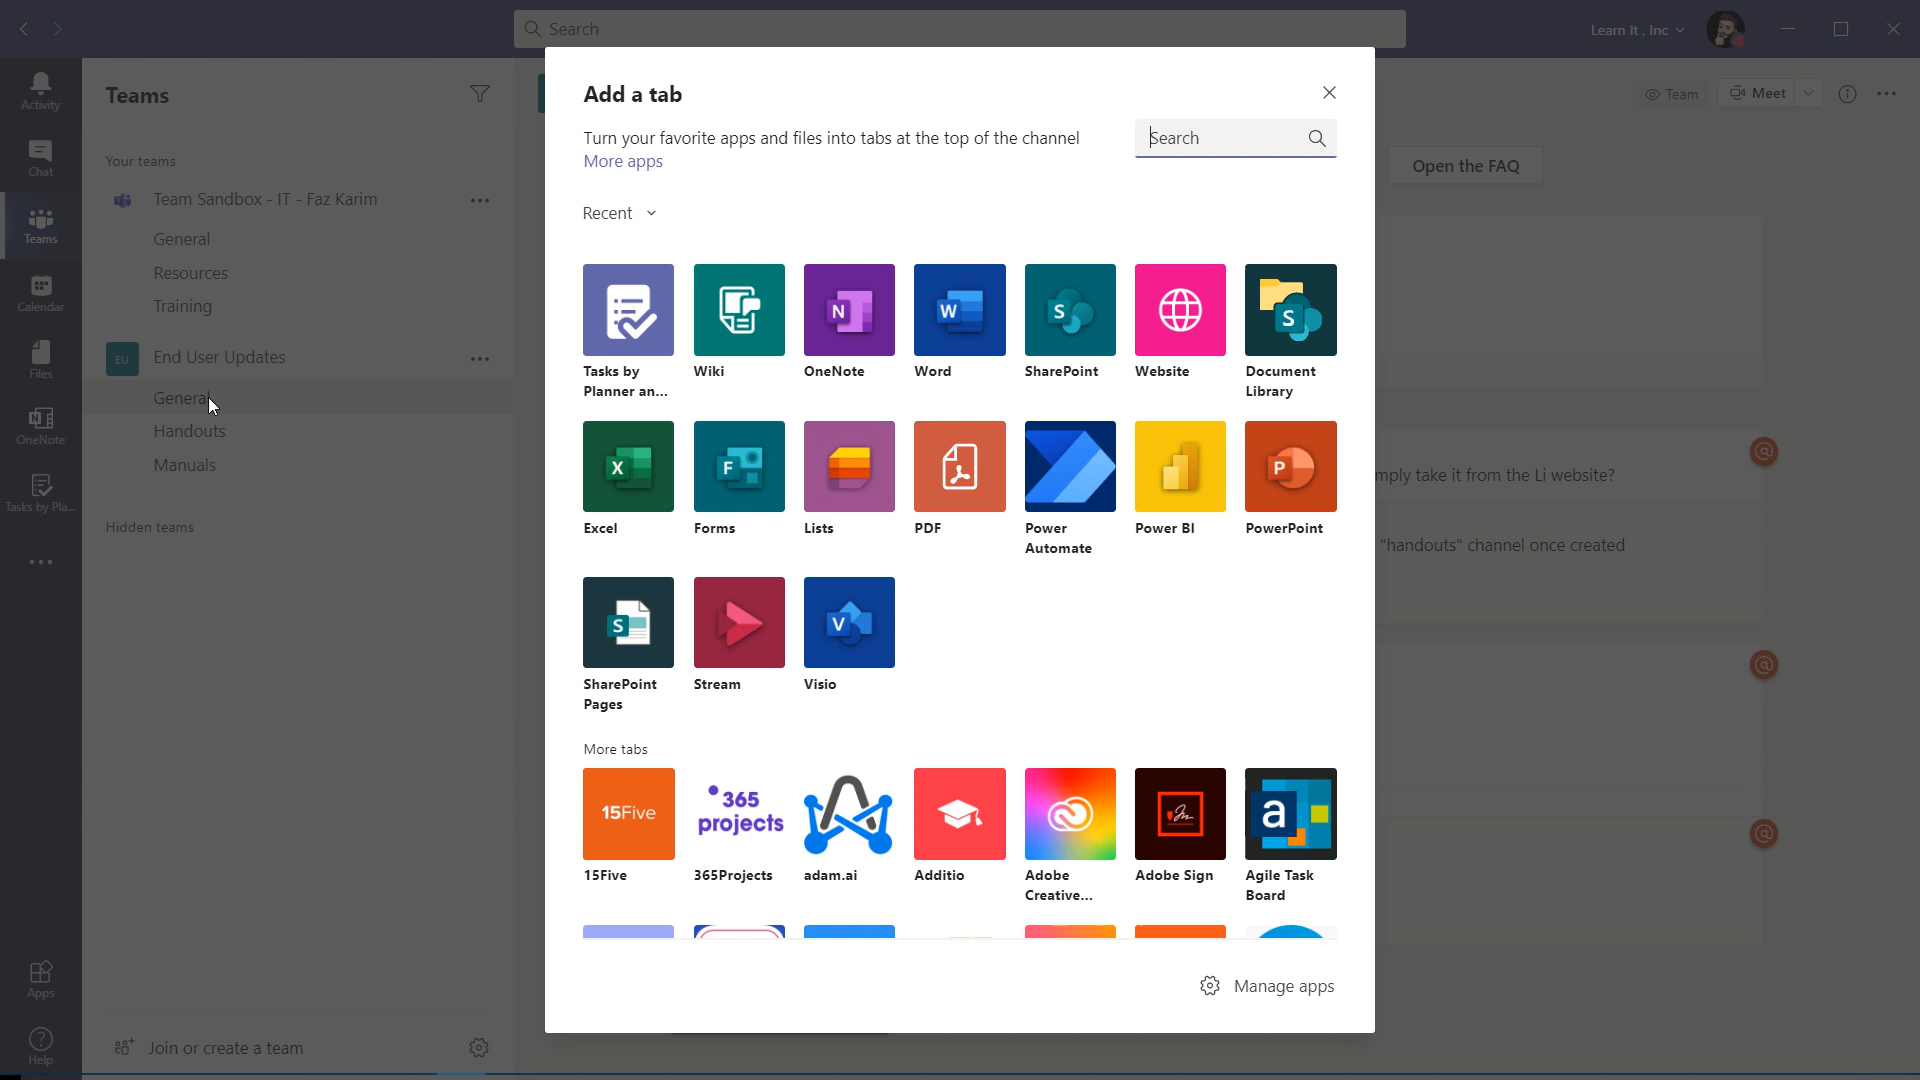 Search
Learn It , Inc
Activity
Chat
Teams
Calendar
Files
OneNote
Tasks by Pla...
Apps
Help
Teams
Your teams
Team Sandbox - IT - Faz Karim
General
Resources
Training
EU
End User Updates
General
Handouts
Manuals
Hidden teams
Join or create a team
Team
Meet
Open the FAQ
mply take it from the Li website?
"handouts" channel once created
Add a tab
Turn your favorite apps and files into tabs at the top of the channel
More apps
Search
Recent
Tasks by
Planner an...
Wiki
N
OneNote
W
Word
S
SharePoint
Website
S
Document
Library
X
Excel
F
Forms
Lists
PDF
Power
Automate
Power BI
P
PowerPoint
S
SharePoint
Pages
Stream
V
Visio
More tabs
15Five
15Five
365
projects
365Projects
adam.ai
Additio
Adobe
Creative...
Adobe Sign
a
Agile Task
Board
Manage apps